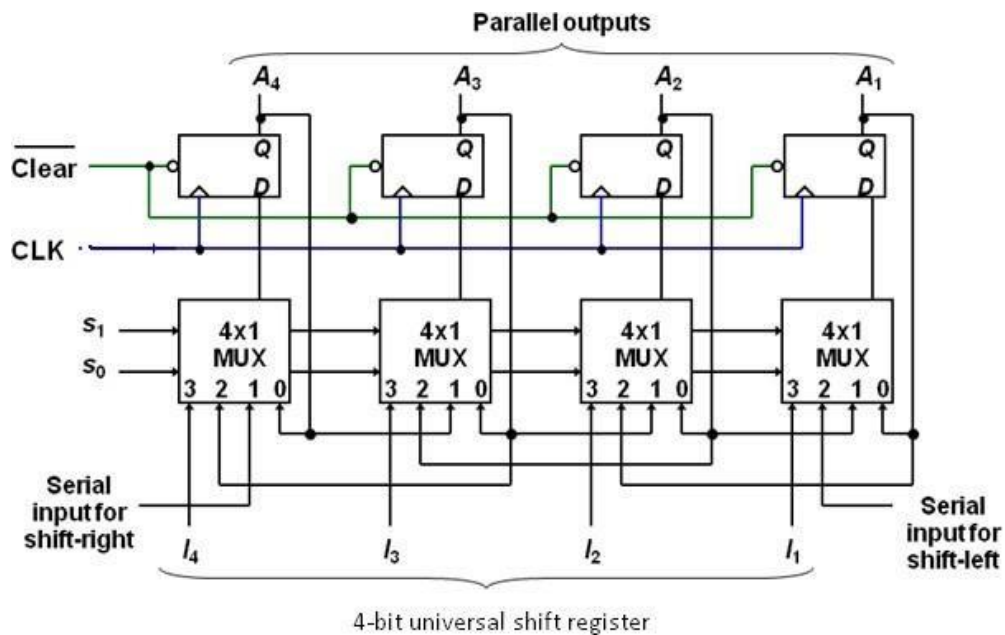 Parallel outputs
A4 A3 A2 A1
Clear
Q Q Q Q
D D D D
CLK
s1
s0
4x1 MUX 4x1 MUX 4x1 MUX 4x1 MUX
3 2 1 0 3 2 1 0 3 2 1 0 3 2 1 0
Serial
input for
shift-right
I4 I3 I2 I1
Serial
input for
shift-left
4-bit universal shift register